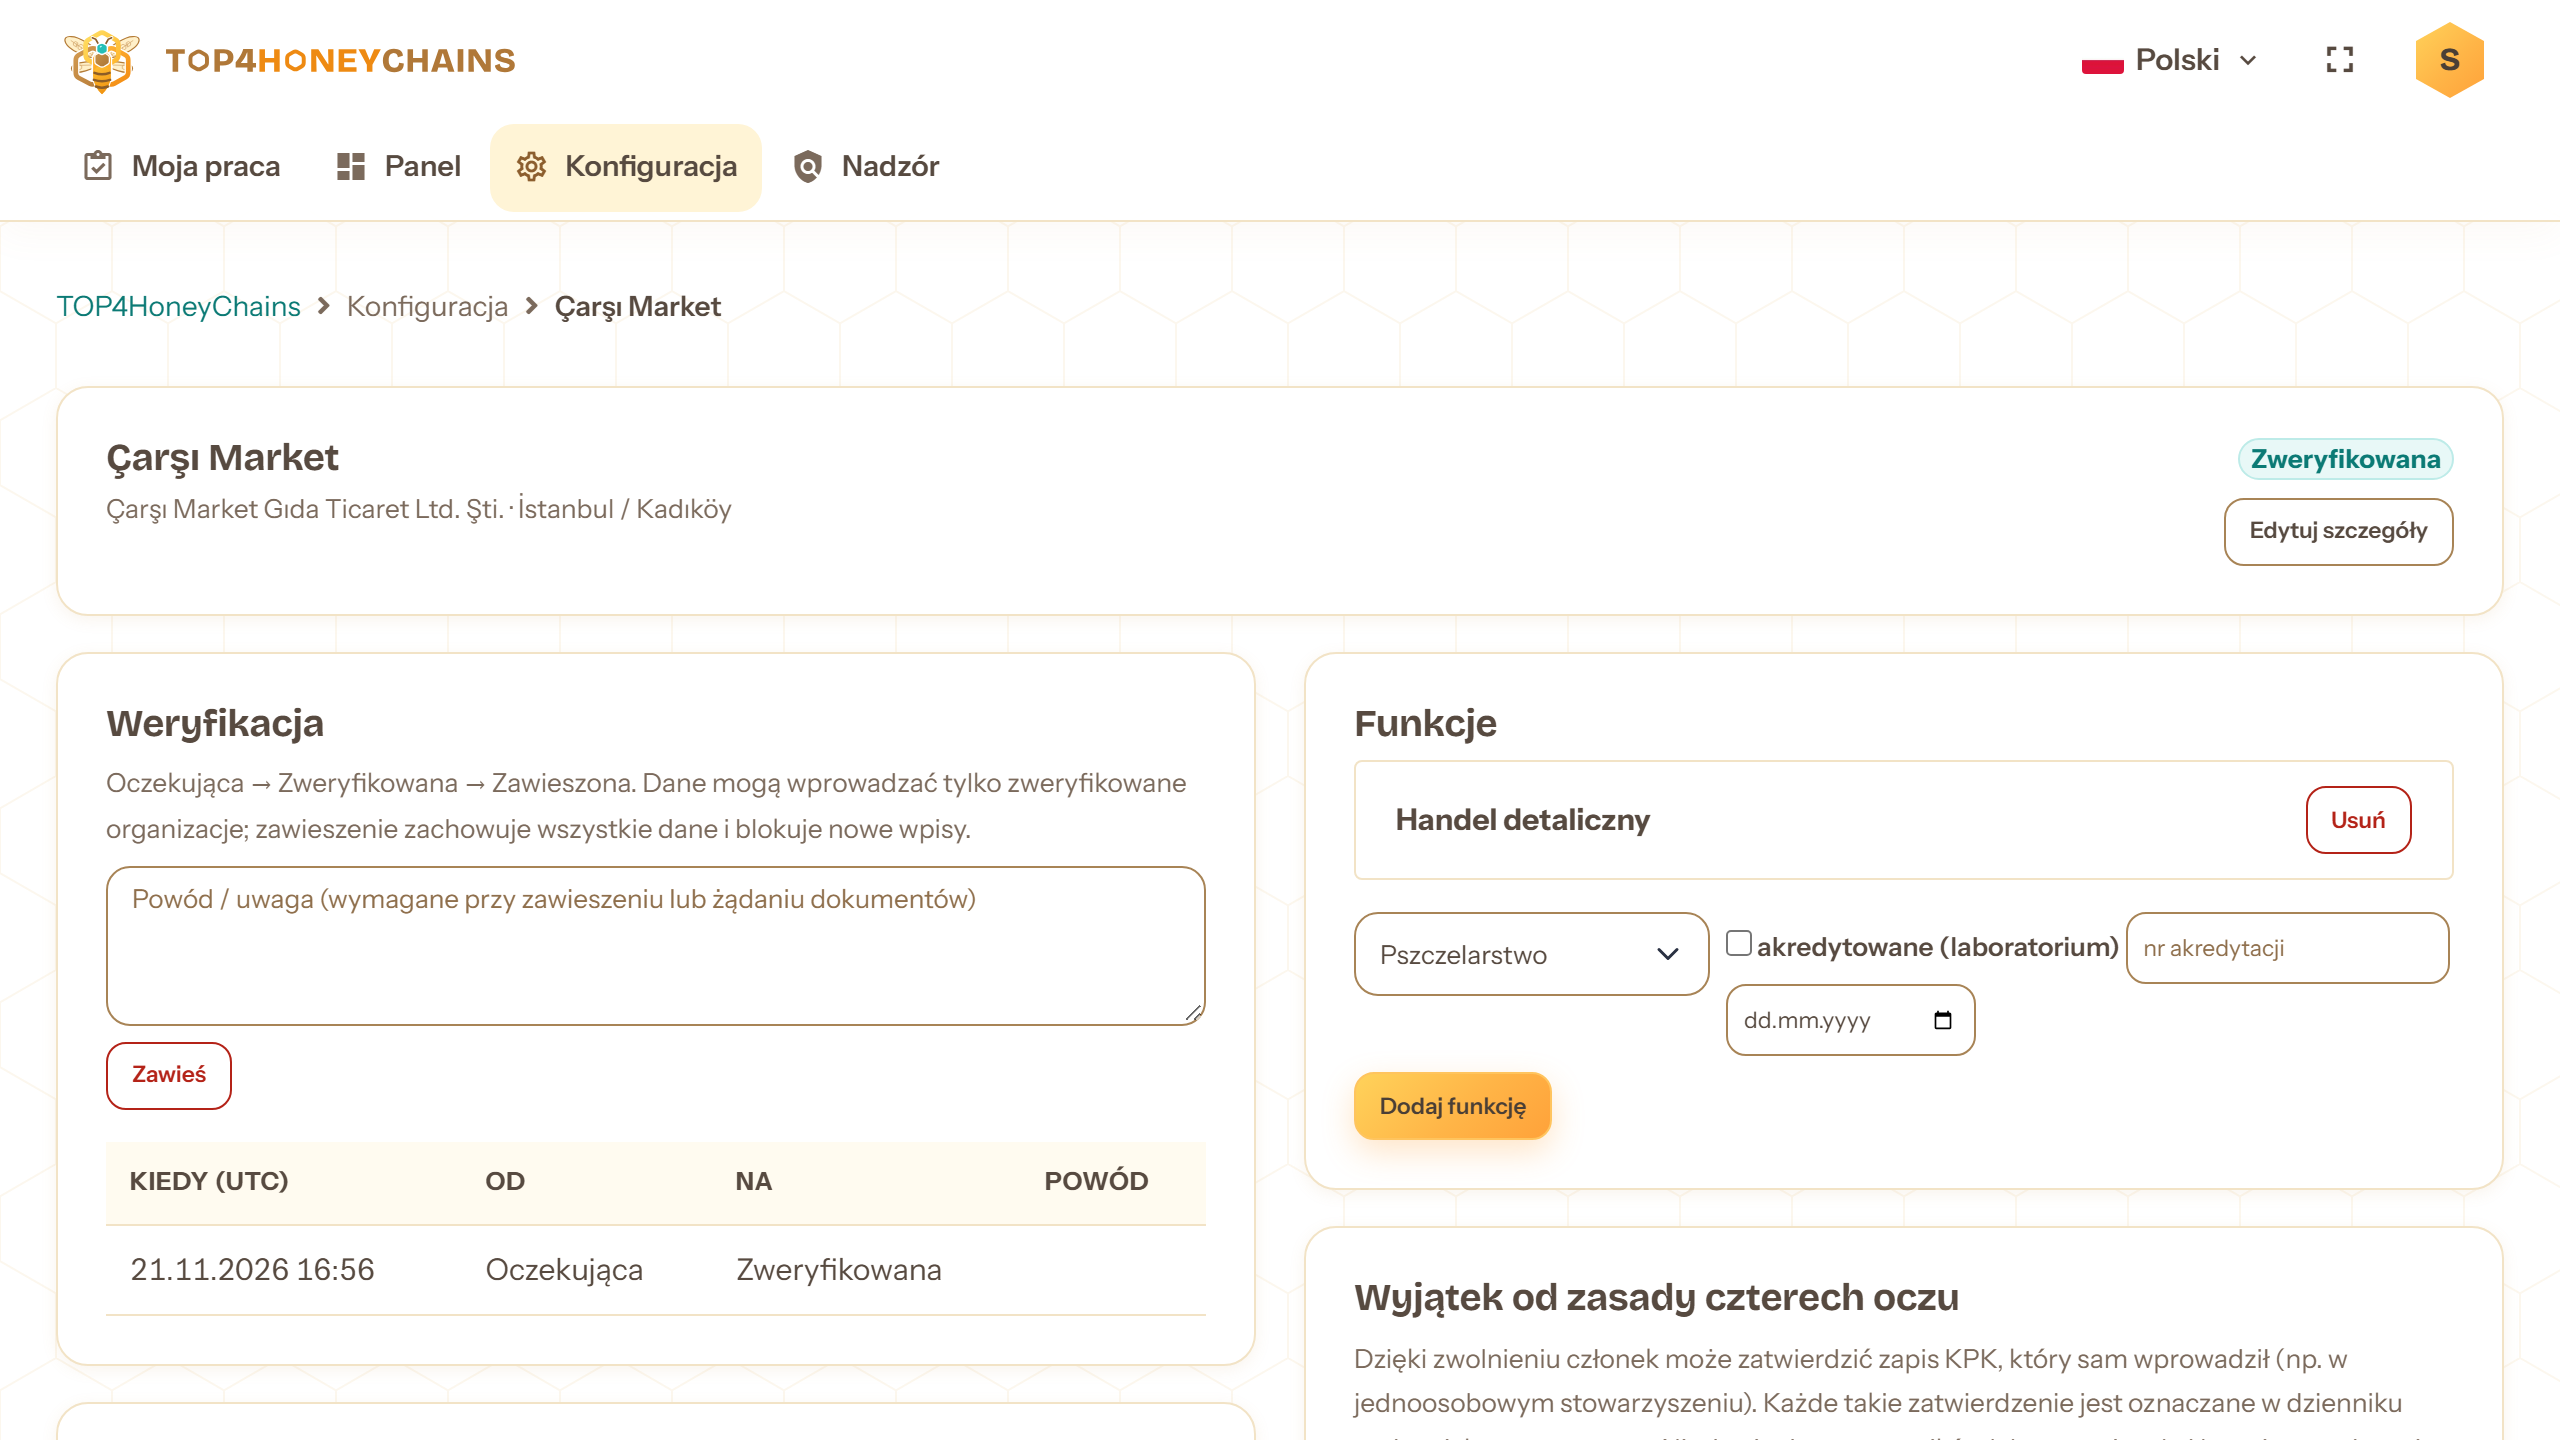 TOP4HONEYCHAINS
Polski
S
Moja praca
Panel
Konfiguracja
Nadzór
TOP4HoneyChains > Konfiguracja > Çarşı Market
Çarşı Market
Çarşı Market Gıda Ticaret Ltd. Şti. · İstanbul / Kadıköy
Zweryfikowana
Edytuj szczegóły
Weryfikacja
Oczekująca → Zweryfikowana → Zawieszona. Dane mogą wprowadzać tylko zweryfikowane
organizacje; zawieszenie zachowuje wszystkie dane i blokuje nowe wpisy.
Powód / uwaga (wymagane przy zawieszeniu lub żądaniu dokumentów)
Zawieś
KIEDY (UTC) OD NA POWÓD
21.11.2026 16:56 Oczekująca Zweryfikowana
Funkcje
Handel detaliczny
Usuń
Pszczelarstwo
akredytowane (laboratorium)
nr akredytacji
dd.mm.yyyy
Dodaj funkcję
Wyjątek od zasady czterech oczu
Dzięki zwolnieniu członek może zatwierdzić zapis KPK, który sam wprowadził (np. w
jednoosobowym stowarzyszeniu). Każde takie zatwierdzenie jest oznaczane w dzienniku